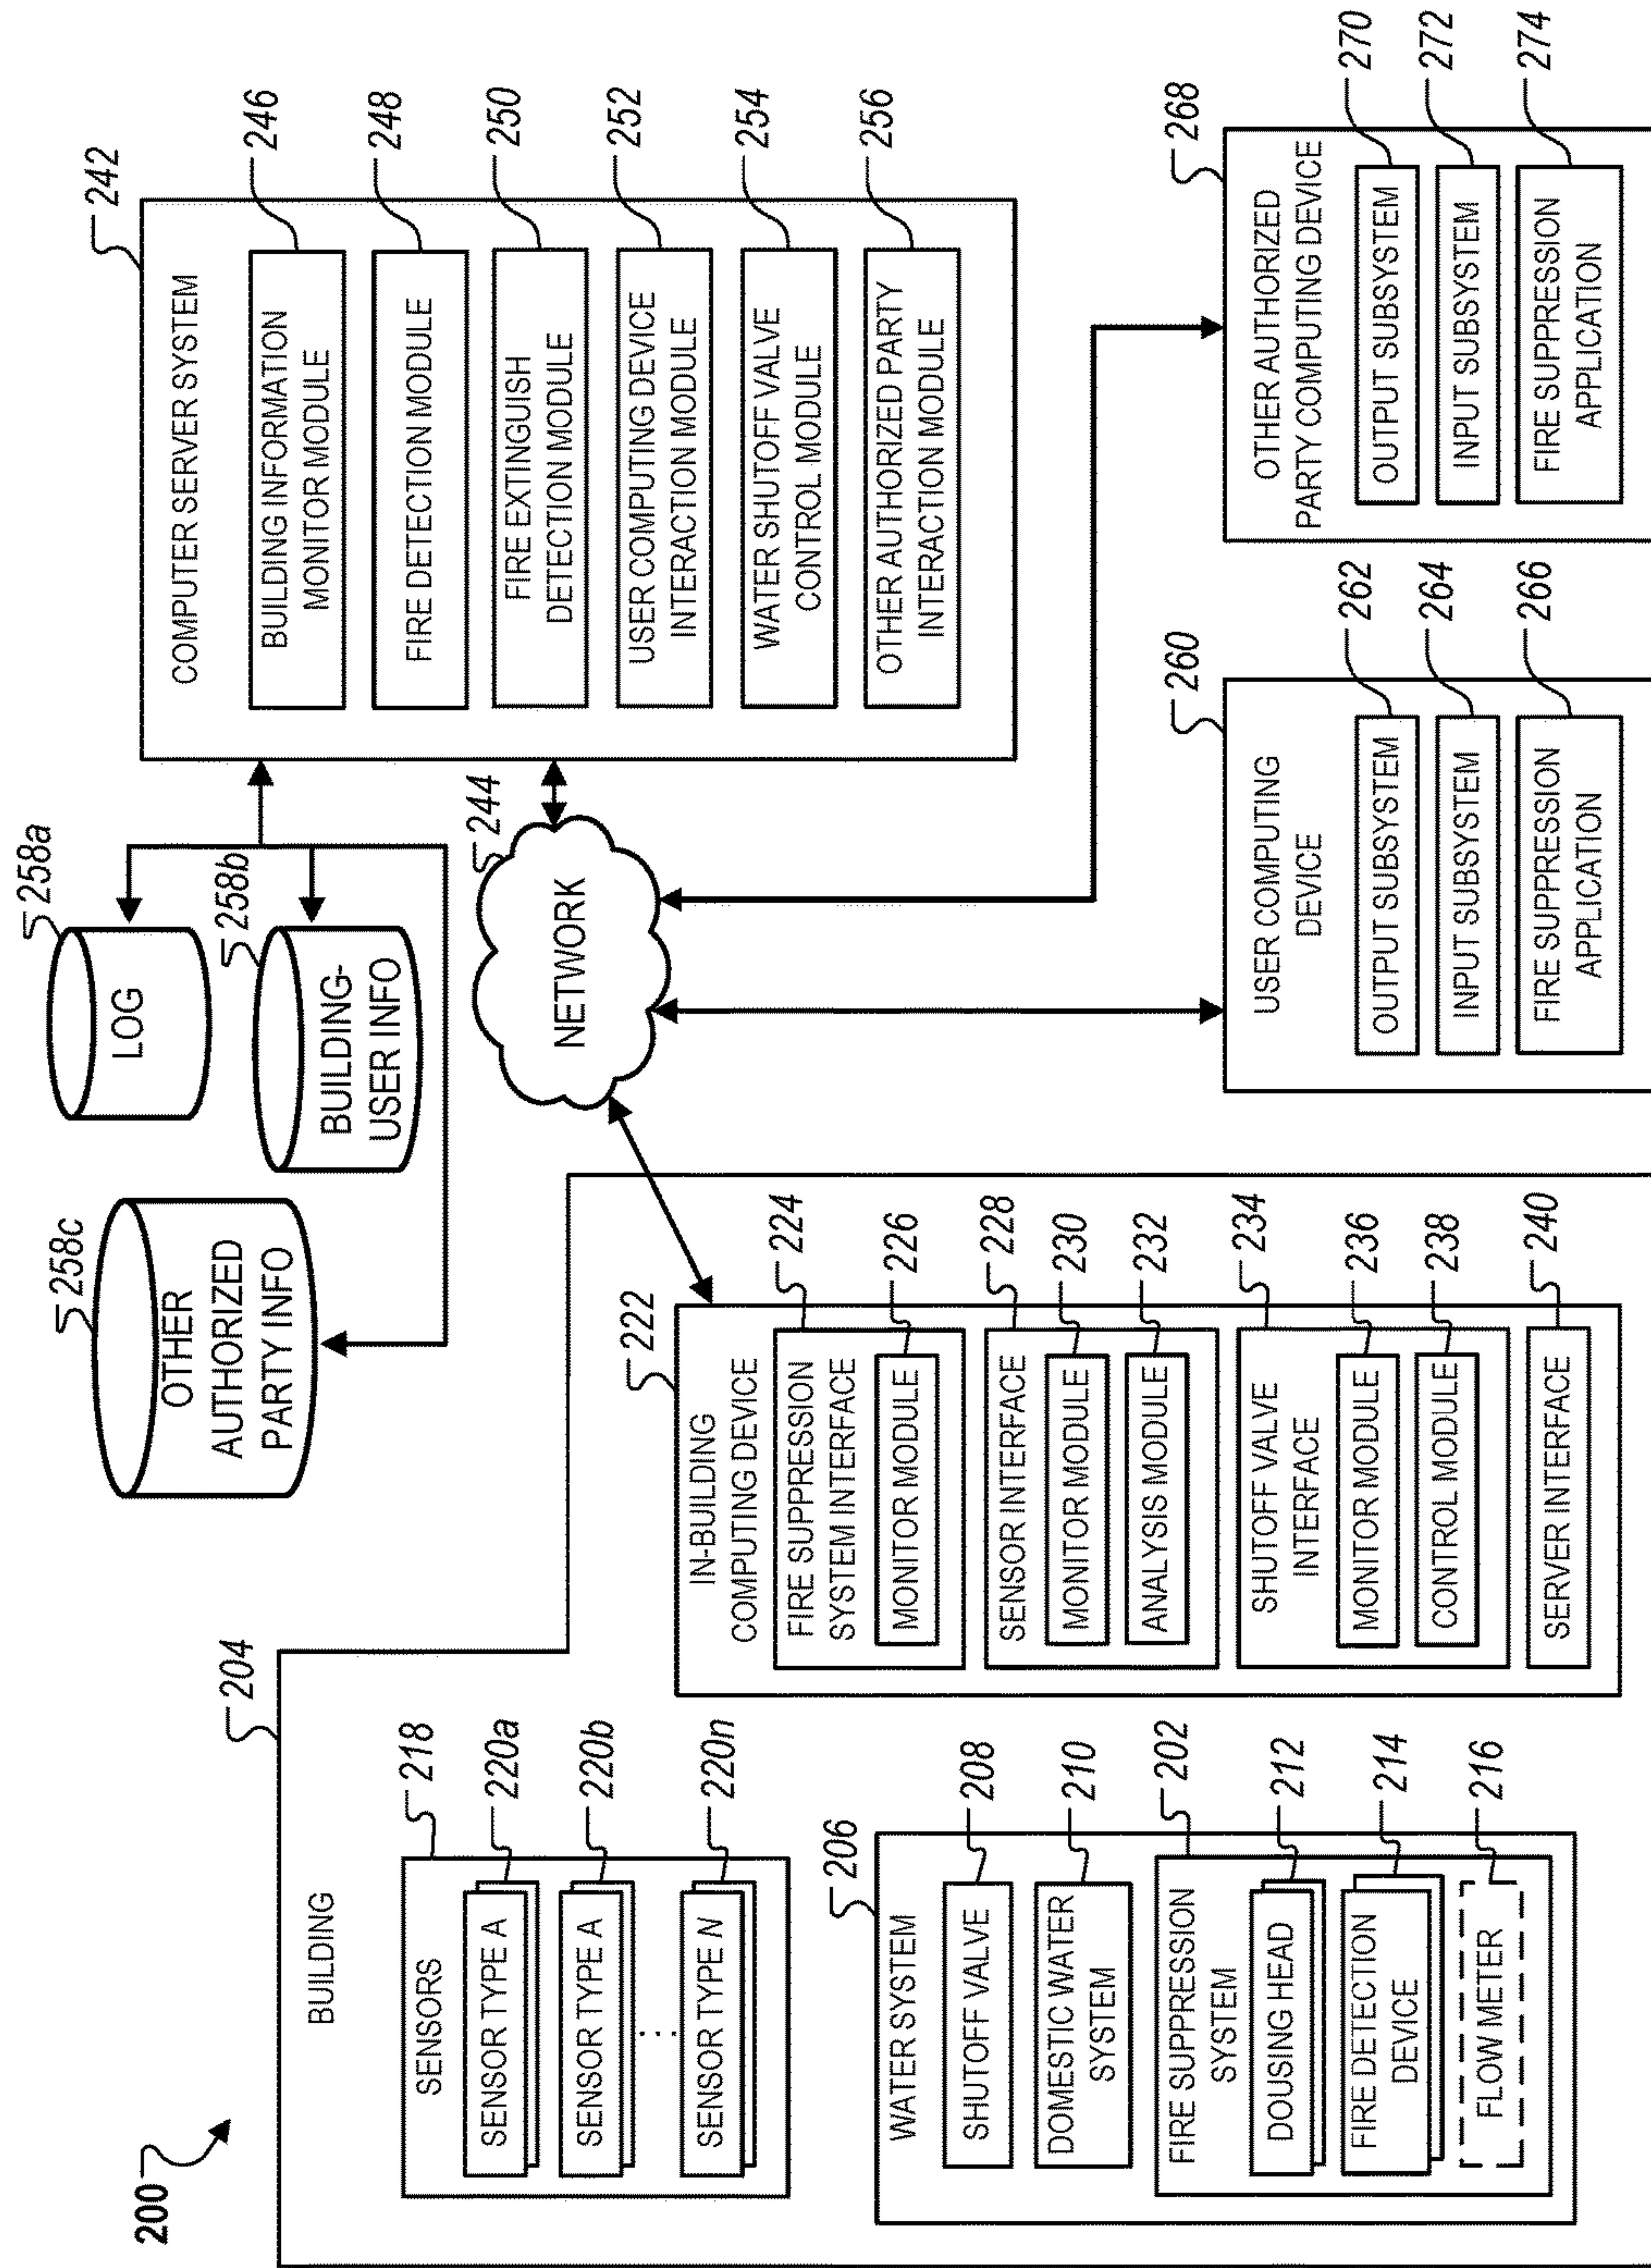 200
204
BUILDING
SENSORS
218
SENSOR TYPE A
220a
SENSOR TYPE A
220b
...
SENSOR TYPE N
220n
206
WATER SYSTEM
SHUTOFF VALVE
208
DOMESTIC WATER
SYSTEM
210
FIRE SUPPRESSION
SYSTEM
202
DOUSING HEAD
212
FIRE DETECTION
DEVICE
214
FLOW METER
216
222
IN-BUILDING
COMPUTING DEVICE
FIRE SUPPRESSION
SYSTEM INTERFACE
224
MONITOR MODULE
226
SENSOR INTERFACE
228
MONITOR MODULE
230
ANALYSIS MODULE
232
SHUTOFF VALVE
INTERFACE
234
MONITOR MODULE
236
CONTROL MODULE
238
SERVER INTERFACE
240
258c
OTHER
AUTHORIZED
PARTY INFO
258a
LOG
258b
BUILDING-
USER INFO
244
NETWORK
242
COMPUTER SERVER SYSTEM
BUILDING INFORMATION
MONITOR MODULE
246
FIRE DETECTION MODULE
248
FIRE EXTINGUISH
DETECTION MODULE
250
USER COMPUTING DEVICE
INTERACTION MODULE
252
WATER SHUTOFF VALVE
CONTROL MODULE
254
OTHER AUTHORIZED PARTY
INTERACTION MODULE
256
260
USER COMPUTING
DEVICE
OUTPUT SUBSYSTEM
262
INPUT SUBSYSTEM
264
FIRE SUPPRESSION
APPLICATION
266
268
OTHER AUTHORIZED
PARTY COMPUTING DEVICE
OUTPUT SUBSYSTEM
270
INPUT SUBSYSTEM
272
FIRE SUPPRESSION
APPLICATION
274